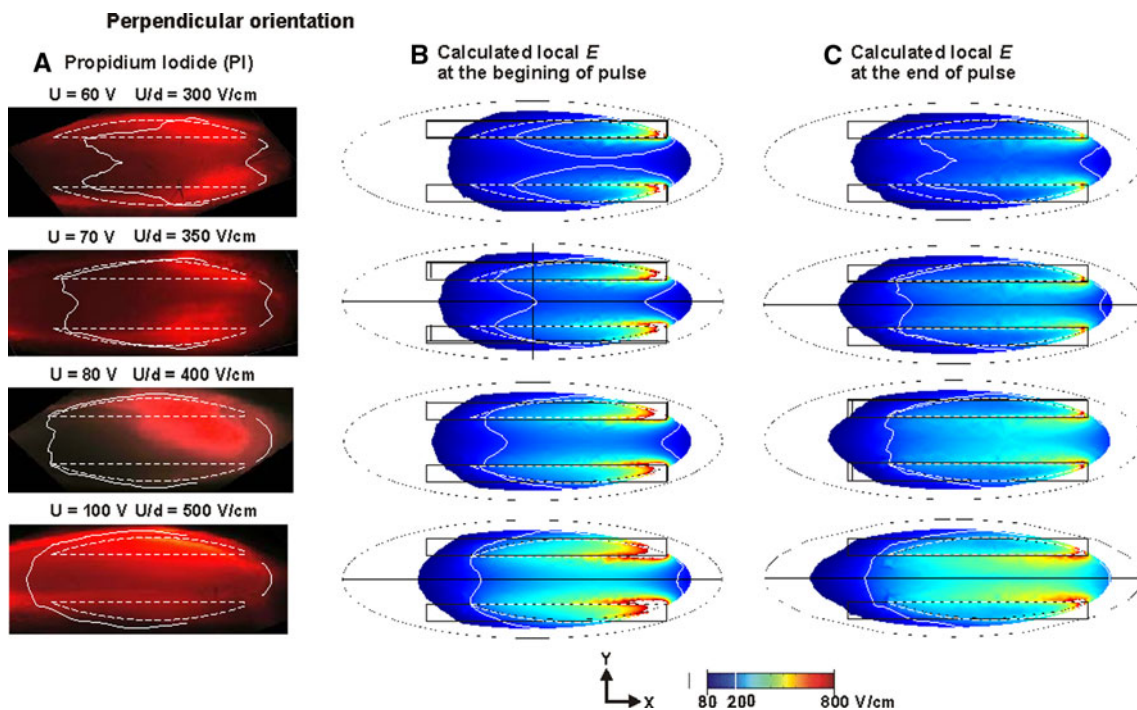 Perpendicular orientation
A Propidium Iodide (PI)
B Calculated local E
at the begining of pulse
C Calculated local E
at the end of pulse
U = 60 V U/d = 300 V/cm
U = 70 V U/d = 350 V/cm
U = 80 V U/d = 400 V/cm
U = 100 V U/d = 500 V/cm
Y
X
80 200 800 V/cm